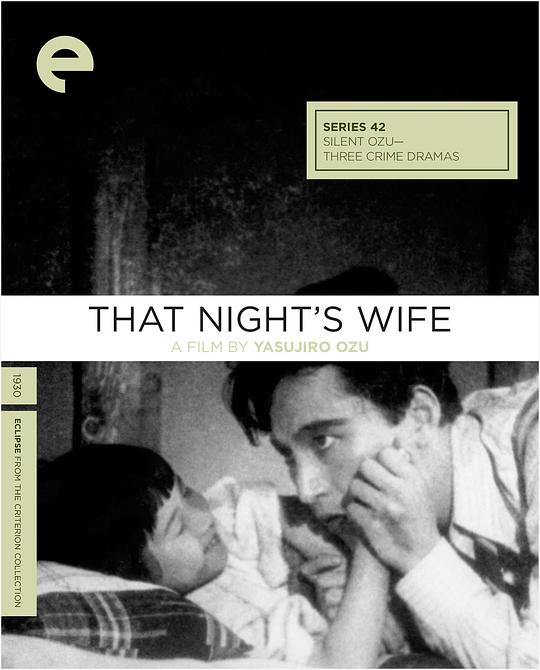 e
SERIES 42
SILENT OZU—
THREE CRIME DRAMAS
THAT NIGHT'S WIFE
A FILM BY YASUJIRO OZU
1930
ECLIPSE FROM THE CRITERION COLLECTION